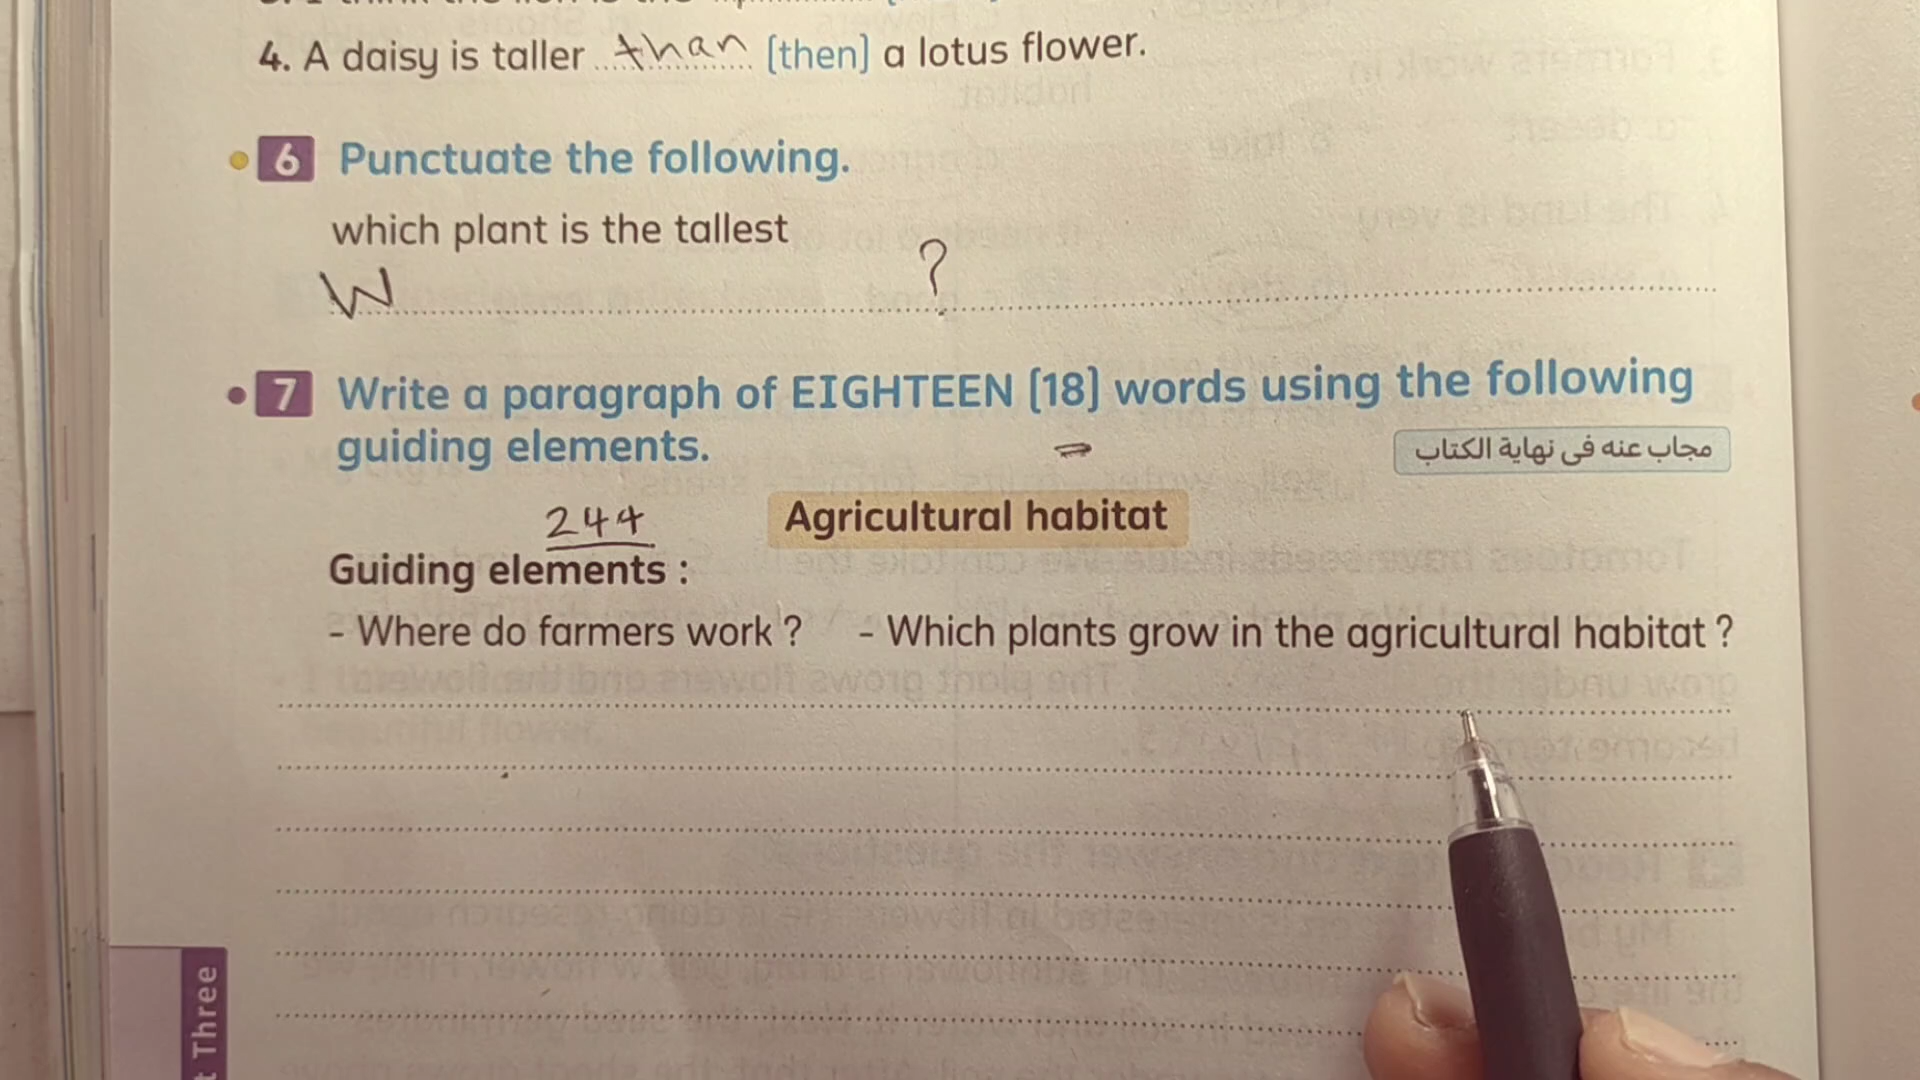 4. A daisy is taller than [then] a lotus flower.
6 Punctuate the following.
which plant is the tallest
W ?
7 Write a paragraph of EIGHTEEN [18] words using the following
guiding elements.
مجاب عنه فى نهاية الكتاب
244
Agricultural habitat
Guiding elements :
- Where do farmers work ? - Which plants grow in the agricultural habitat ?
t Three